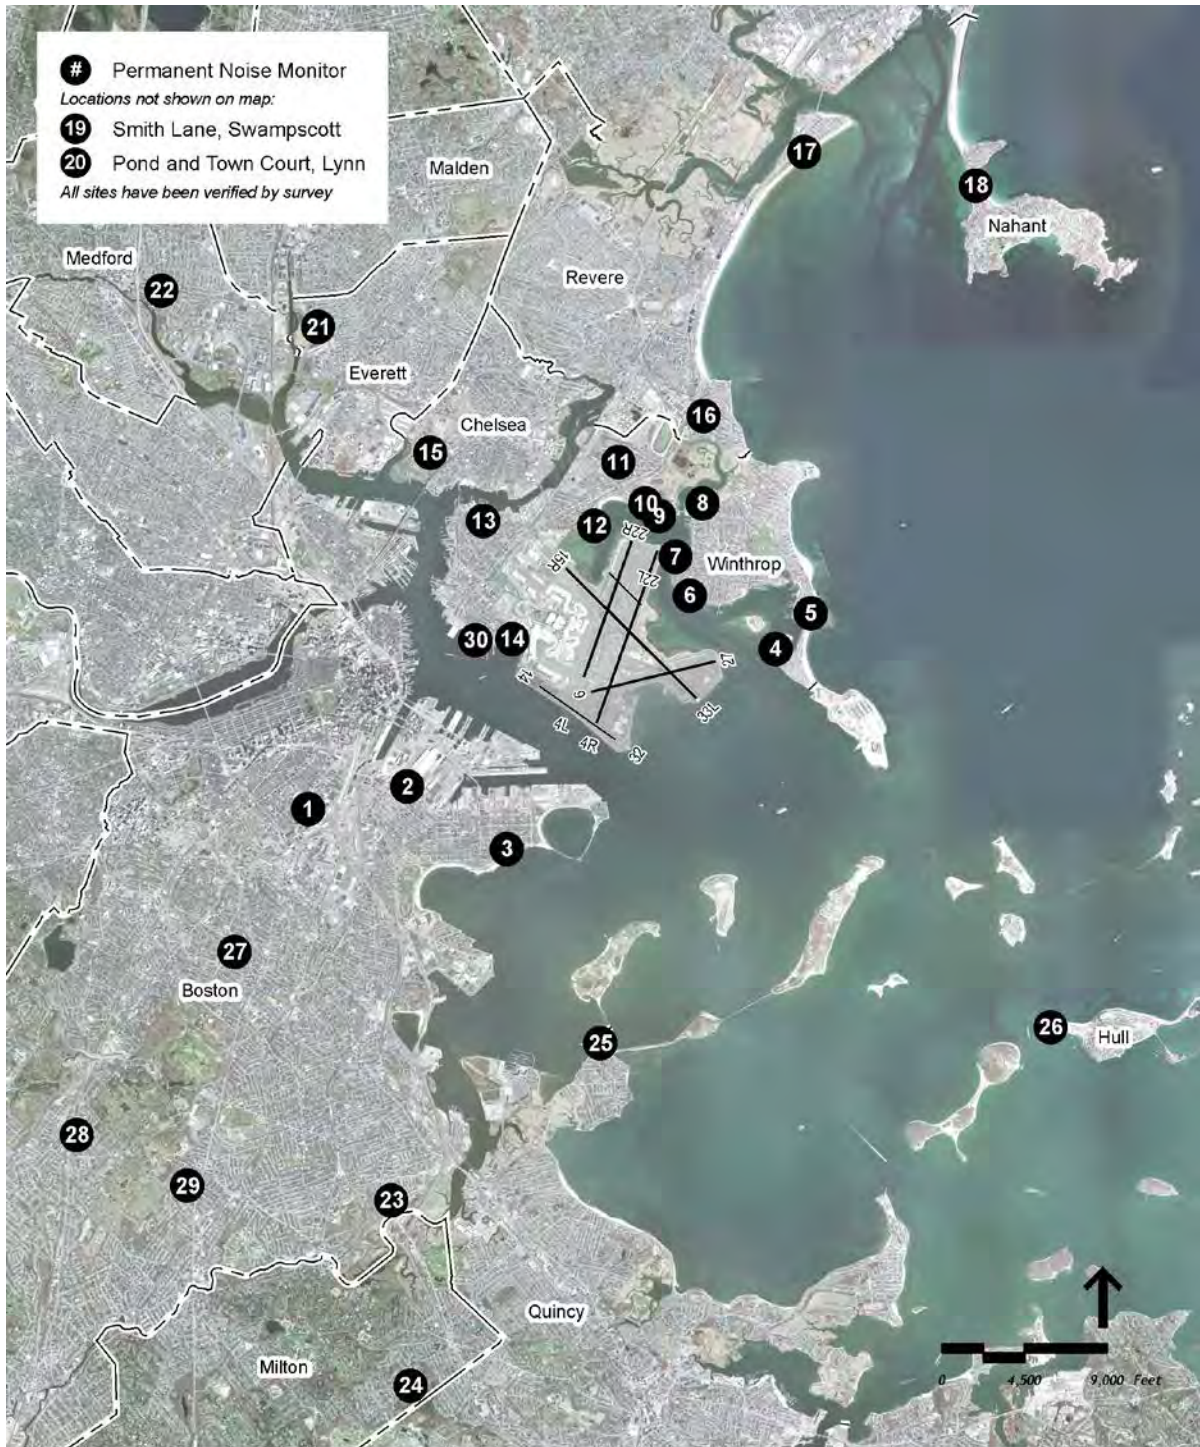 # Permanent Noise Monitor
Locations not shown on map:
19 Smith Lane, Swampscott
20 Pond and Town Court, Lynn
All sites have been verified by survey
17
Malden
18
Nahant
Medford
Revere
22
21
Everett
16
Chelsea
15
11
10
8
9
13
12
22R
7
15R
Winthrop
22L
6
5
30
14
4
27
14
9
33L
4L
4R
32
2
1
3
27
Boston
26
Hull
25
28
29
23
Quincy
Milton
24
0 4,500 9,000 Feet